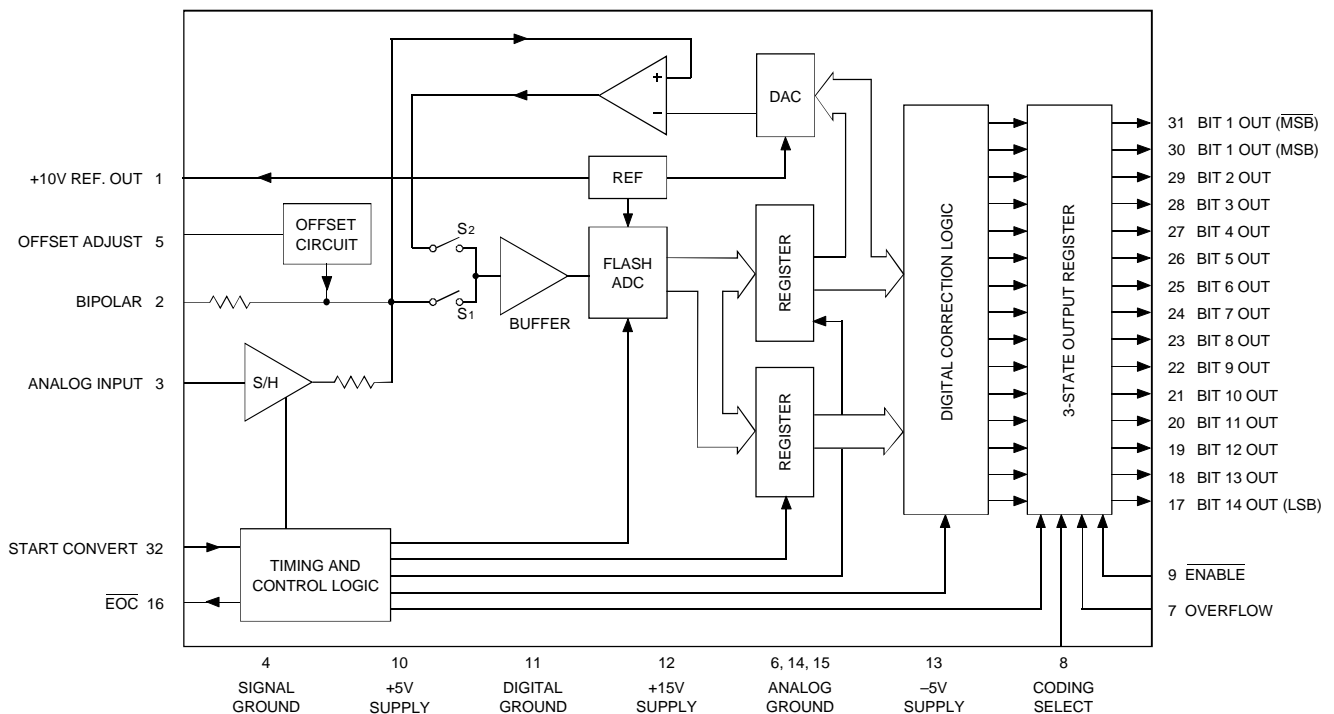 +
–
DAC
31 BIT 1 OUT (M̅S̅B̅)
30 BIT 1 OUT (MSB)
+10V REF. OUT 1
REF
29 BIT 2 OUT
28 BIT 3 OUT
OFFSET ADJUST 5
OFFSET
CIRCUIT
S2
27 BIT 4 OUT
FLASH
ADC
REGISTER
26 BIT 5 OUT
25 BIT 6 OUT
BIPOLAR 2
S1
BUFFER
24 BIT 7 OUT
23 BIT 8 OUT
DIGITAL CORRECTION LOGIC
3-STATE OUTPUT REGISTER
22 BIT 9 OUT
ANALOG INPUT 3
S/H
21 BIT 10 OUT
20 BIT 11 OUT
REGISTER
19 BIT 12 OUT
18 BIT 13 OUT
17 BIT 14 OUT (LSB)
START CONVERT 32
TIMING AND
CONTROL LOGIC
9 E̅N̅A̅B̅L̅E̅
E̅O̅C̅ 16
7 OVERFLOW
4
SIGNAL
GROUND
10
+5V
SUPPLY
11
DIGITAL
GROUND
12
+15V
SUPPLY
6, 14, 15
ANALOG
GROUND
13
–5V
SUPPLY
8
CODING
SELECT